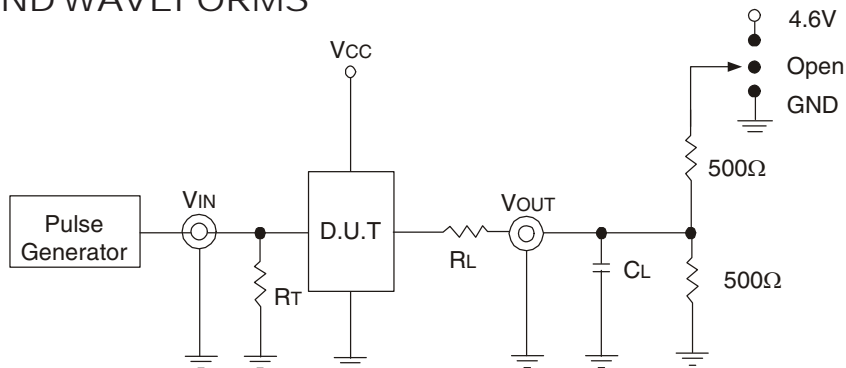 ND WAVEFORMS
4.6V
VCC
Open
GND
500Ω
VIN
VOUT
Pulse
Generator
D.U.T
RL
CL
RT
500Ω